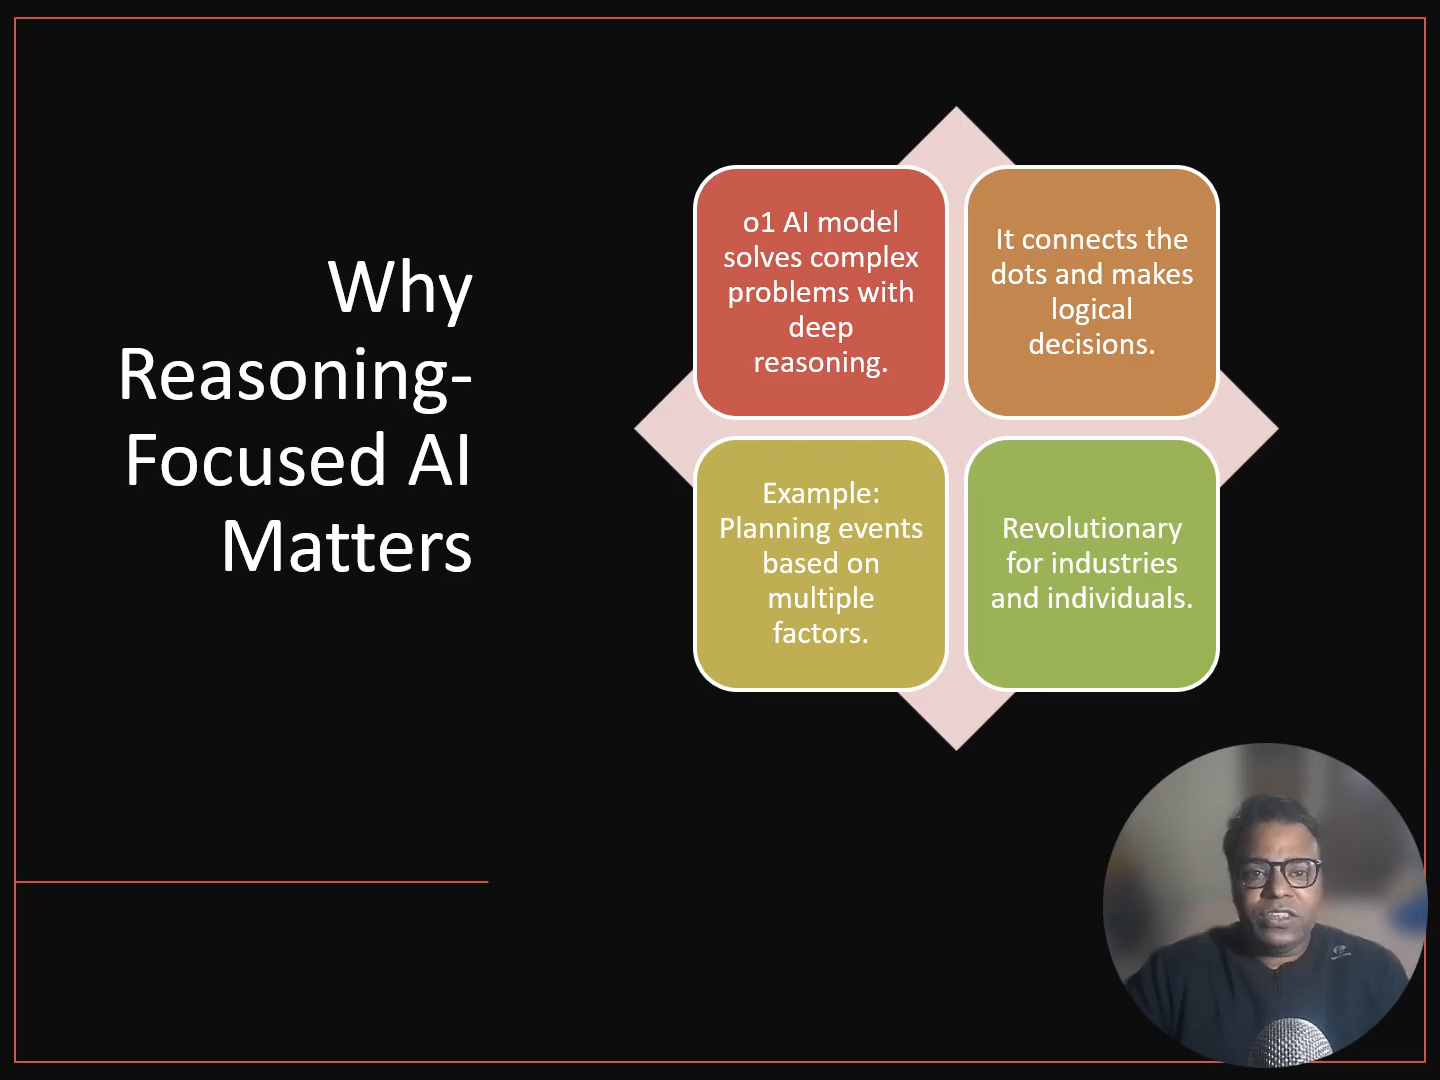 Why
Reasoning-
Focused AI
Matters
o1 AI model
solves complex
problems with
deep
reasoning.
It connects the
dots and makes
logical
decisions.
Example:
Planning events
based on
multiple
factors.
Revolutionary
for industries
and individuals.